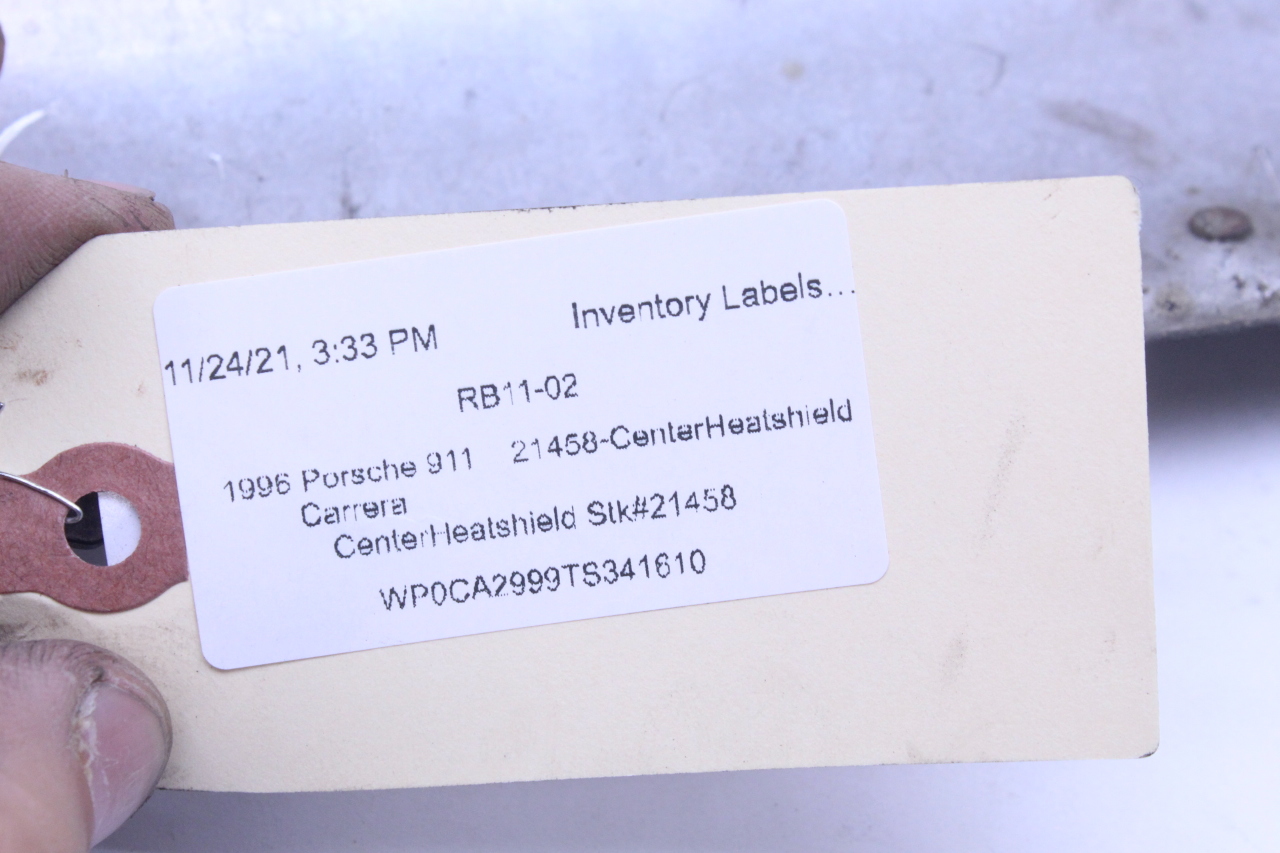 11/24/21, 3:33 PM Inventory Labels...
RB11-02
1996 Porsche 911 21458-CenterHeatshield
Carrera
CenterHeatshield Stk#21458
WP0CA2999TS341610